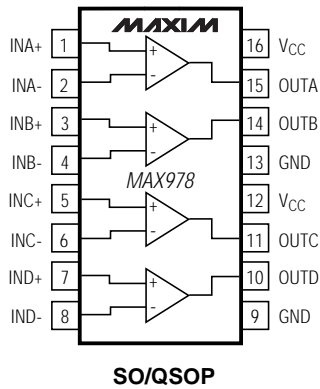 MAXIM
INA+ 1 + 16 VCC
INA- 2 - 15 OUTA
INB+ 3 + 14 OUTB
INB- 4 - 13 GND
MAX978
INC+ 5 + 12 VCC
INC- 6 - 11 OUTC
IND+ 7 + 10 OUTD
IND- 8 - 9 GND
SO/QSOP